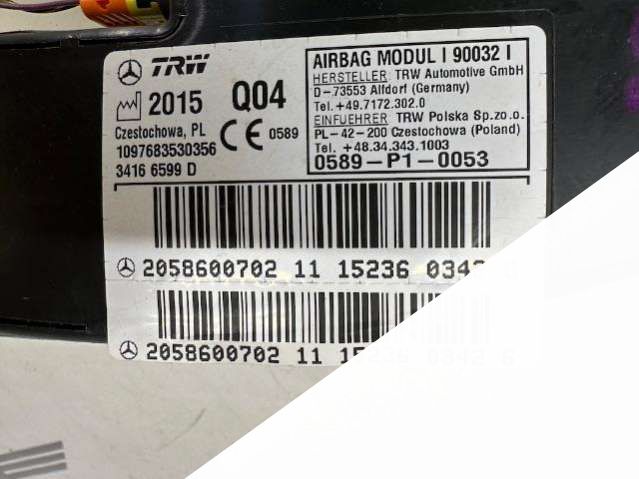 TRW
2015 Q04
Czestochowa, PL
0589
1097683530356
3416 6599 D
AIRBAG MODUL I 90032 I
HERSTELLER TRW Automotive GmbH
D-73553 Alfdorf (Germany)
Tel.+49.7172.302.0
EINFUEHRER TRW Polska Sp.zo.o.
PL-42-200 Czestochowa (Poland)
Tel. +48.34.343.1003
0589-P1-0053
2058600702 11 15236
2058600702 11 15236